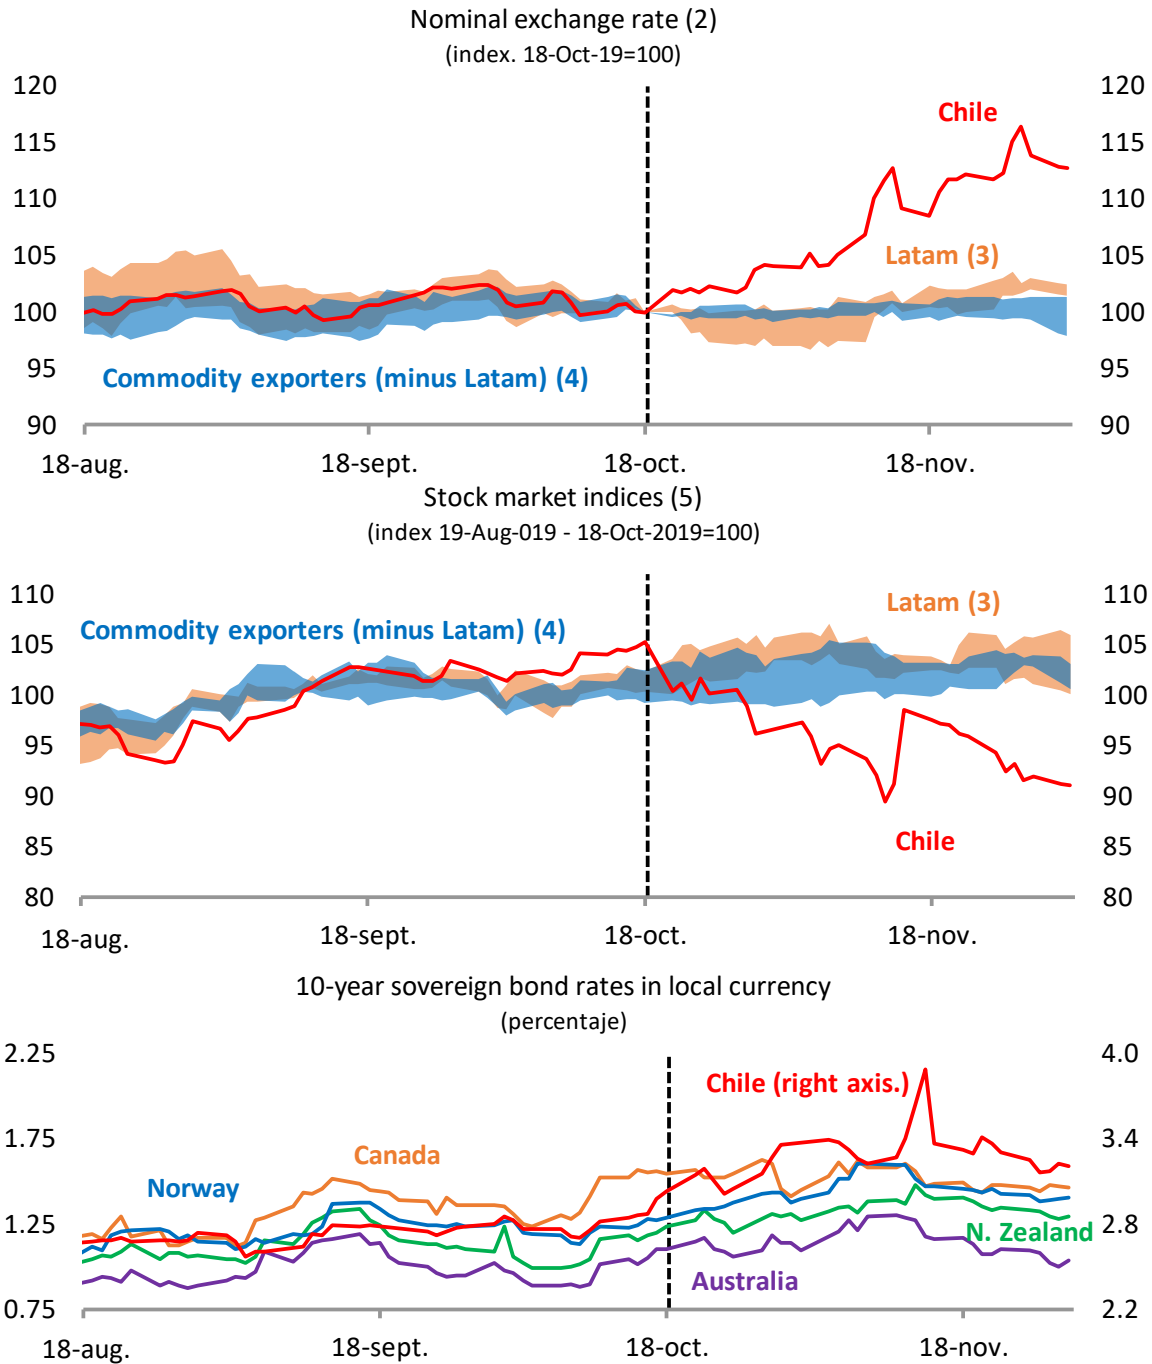 Nominal exchange rate (2)
(index. 18-Oct-19=100)
120 120
115 Chile 115
110 110
105 Latam (3) 105
100 100
95 Commodity exporters (minus Latam) (4) 95
90 90
18-aug. 18-sept. 18-oct. 18-nov.
Stock market indices (5)
(index 19-Aug-019 - 18-Oct-2019=100)
110 Latam (3) 110
105 Commodity exporters (minus Latam) (4) 105
100 100
95 95
90 90
85 Chile 85
80 80
18-aug. 18-sept. 18-oct. 18-nov.
10-year sovereign bond rates in local currency
(percentaje)
2.25 4.0
Chile (right axis.)
1.75 3.4
Canada
Norway
1.25 2.8
N. Zealand
Australia
0.75 2.2
18-aug. 18-sept. 18-oct. 18-nov.